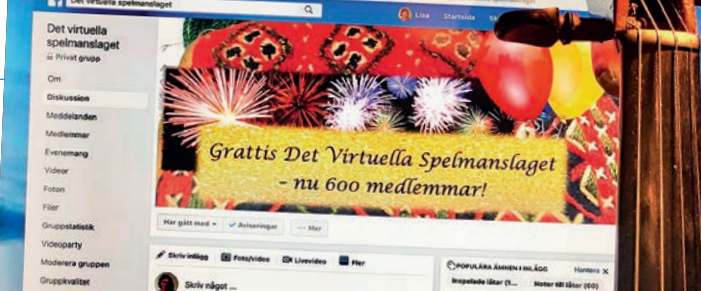 Det virtuella spelmanslaget
Lisa Startsida
Det virtuella
spelmanslaget
Privat grupp
Om
Diskussion
Meddelanden
Medlemmar
Evenemang
Videor
Foton
Filer
Gruppstatistik
Videoparty
Moderera gruppen
Gruppkvalitet
Grattis Det Virtuella Spelmanslaget
- nu 600 medlemmar!
Har gått med Aviseringar Mer
Skriv inlägg Foto/video Livevideo Fler
Skriv något ...
POPULÄRA ÄMNEN I INLÄGG Hantera
Inspelade låtar (1... Noter till låtar (60)